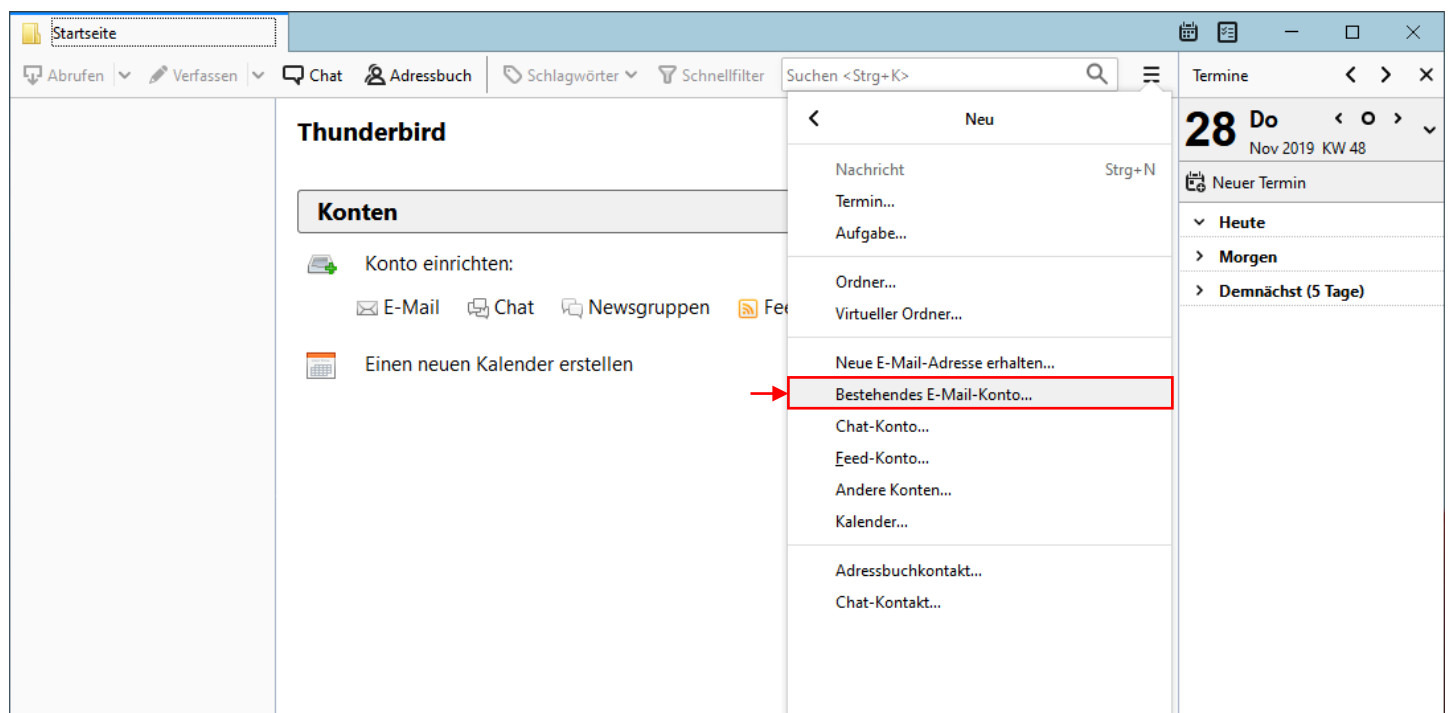 Startseite
Abrufen Verfassen Chat Adressbuch Schlagwörter Schnellfilter Suchen <Strg+K>
Thunderbird
Konten
Konto einrichten:
E-Mail Chat Newsgruppen Fe
Einen neuen Kalender erstellen
Neu
Nachricht Strg+N
Termin...
Aufgabe...
Ordner...
Virtueller Ordner...
Neue E-Mail-Adresse erhalten...
Bestehendes E-Mail-Konto...
Chat-Konto...
Feed-Konto...
Andere Konten...
Kalender...
Adressbuchkontakt...
Chat-Kontakt...
Termine
28 Do
Nov 2019 KW 48
Neuer Termin
Heute
Morgen
Demnächst (5 Tage)